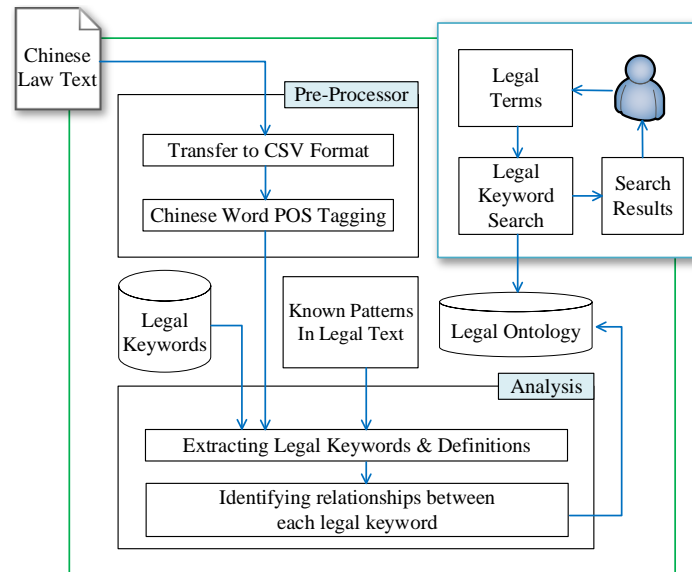 Chinese
Law Text
Pre-Processor
Transfer to CSV Format
Chinese Word POS Tagging
Legal
Terms
Legal
Keyword
Search
Search
Results
Legal
Keywords
Known Patterns
In Legal Text
Legal Ontology
Analysis
Extracting Legal Keywords & Definitions
Identifying relationships between
each legal keyword